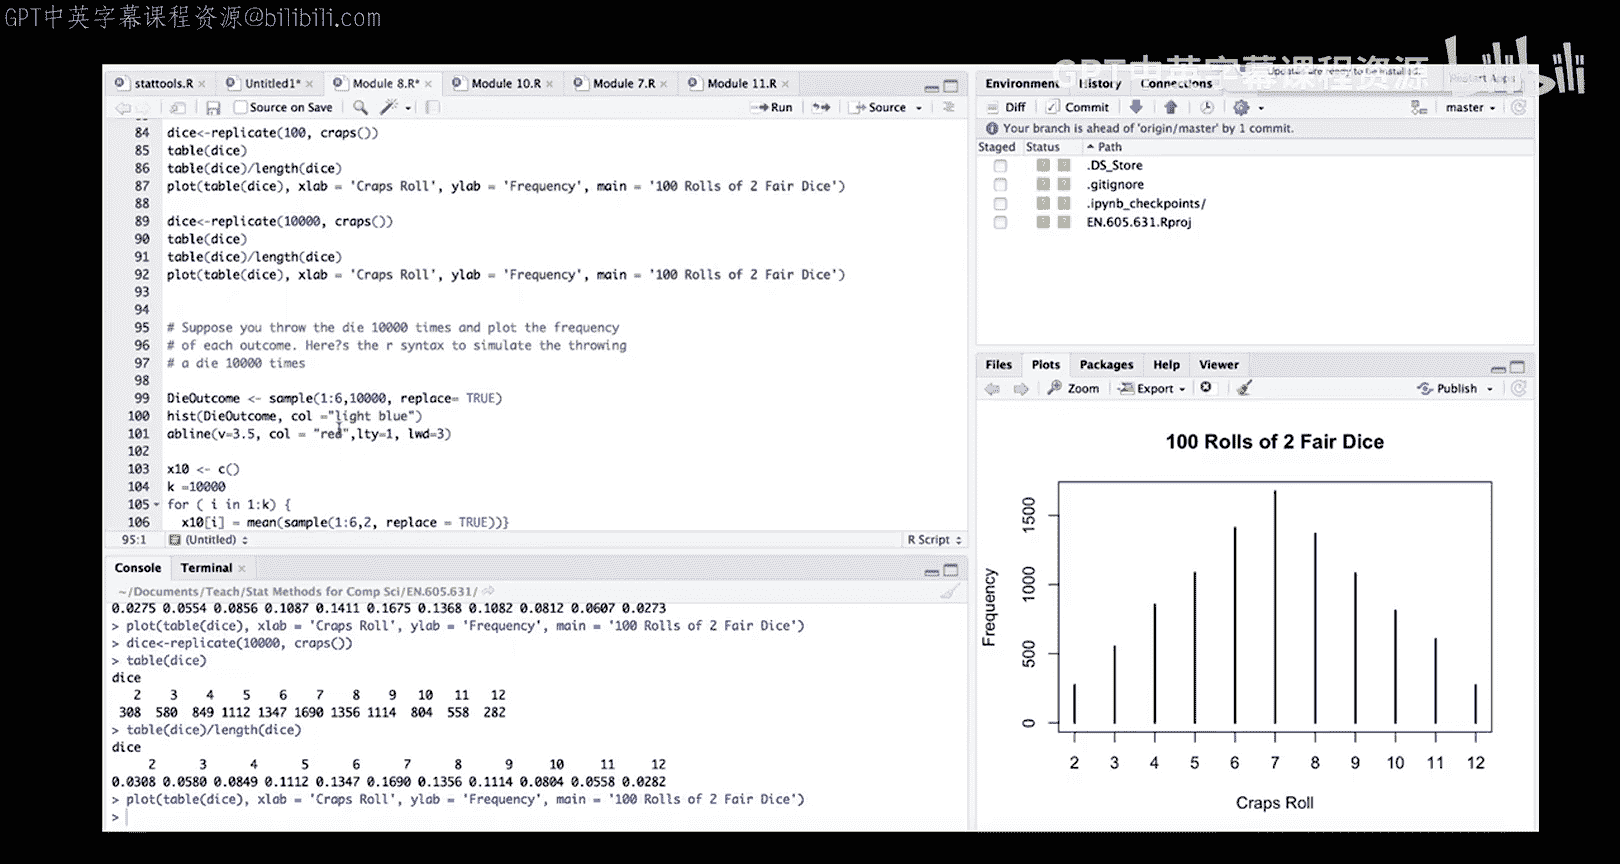 GPT中英字幕课程资源@bilibili.com
GPT中英字幕课程资源 bilibili
stattools.R Untitled1* Module 8.R* Module 10.R Module 7.R Module 11.R
Source on Save Run Source
84 dice<-replicate(100, craps())
85 table(dice)
86 table(dice)/length(dice)
87 plot(table(dice), xlab = 'Craps Roll', ylab = 'Frequency', main = '100 Rolls of 2 Fair Dice')
88
89 dice<-replicate(10000, craps())
90 table(dice)
91 table(dice)/length(dice)
92 plot(table(dice), xlab = 'Craps Roll', ylab = 'Frequency', main = '100 Rolls of 2 Fair Dice')
93
94
95 # Suppose you throw the die 10000 times and plot the frequency
96 # of each outcome. Here?s the r syntax to simulate the throwing
97 # a die 10000 times
98
99 DieOutcome <- sample(1:6,10000, replace= TRUE)
100 hist(DieOutcome, col ="light blue")
101 abline(v=3.5, col = "red",lty=1, lwd=3)
102
103 x10 <- c()
104 k =10000
105 for ( i in 1:k) {
106 x10[i] = mean(sample(1:6,2, replace = TRUE))}
95:1 (Untitled) R Script
Console Terminal
~/Documents/Teach/Stat Methods for Comp Sci/EN.605.631/
0.0275 0.0554 0.0856 0.1087 0.1411 0.1675 0.1368 0.1082 0.0812 0.0607 0.0273
> plot(table(dice), xlab = 'Craps Roll', ylab = 'Frequency', main = '100 Rolls of 2 Fair Dice')
> dice<-replicate(10000, craps())
> table(dice)
dice
2 3 4 5 6 7 8 9 10 11 12
308 580 849 1112 1347 1690 1356 1114 804 558 282
> table(dice)/length(dice)
dice
2 3 4 5 6 7 8 9 10 11 12
0.0308 0.0580 0.0849 0.1112 0.1347 0.1690 0.1356 0.1114 0.0804 0.0558 0.0282
> plot(table(dice), xlab = 'Craps Roll', ylab = 'Frequency', main = '100 Rolls of 2 Fair Dice')
>
Environment History Connections
Updates are ready to be installed.
Diff Commit master
Your branch is ahead of 'origin/master' by 1 commit.
Staged Status Path
.DS_Store
.gitignore
.ipynb_checkpoints/
EN.605.631.Rproj
Files Plots Packages Help Viewer
Zoom Export Publish
100 Rolls of 2 Fair Dice
Frequency
1500
1000
500
0
2 3 4 5 6 7 8 9 10 11 12
Craps Roll